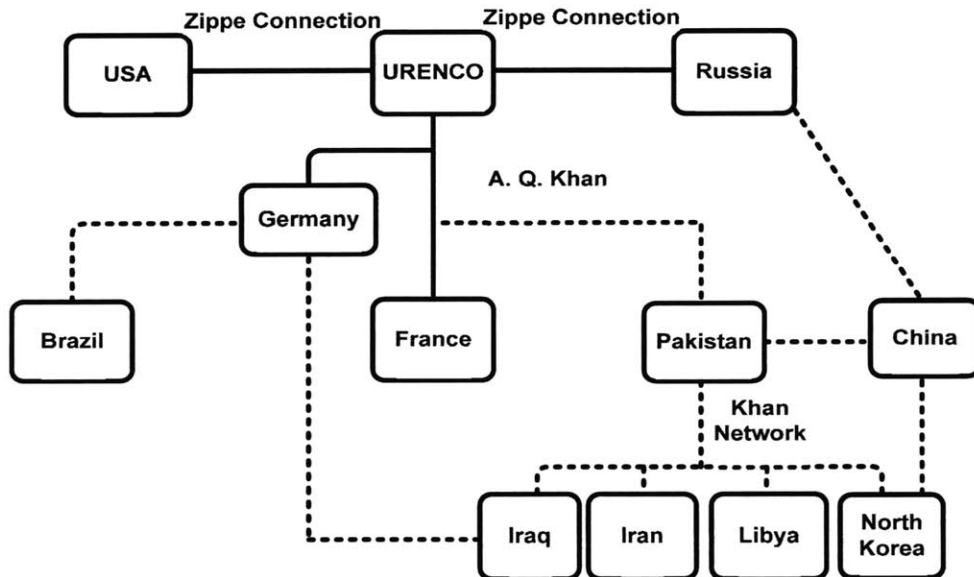 Zippe Connection
Zippe Connection
USA
URENCO
Russia
A. Q. Khan
Germany
Brazil
France
Pakistan
China
Khan
Network
Iraq
Iran
Libya
North
Korea